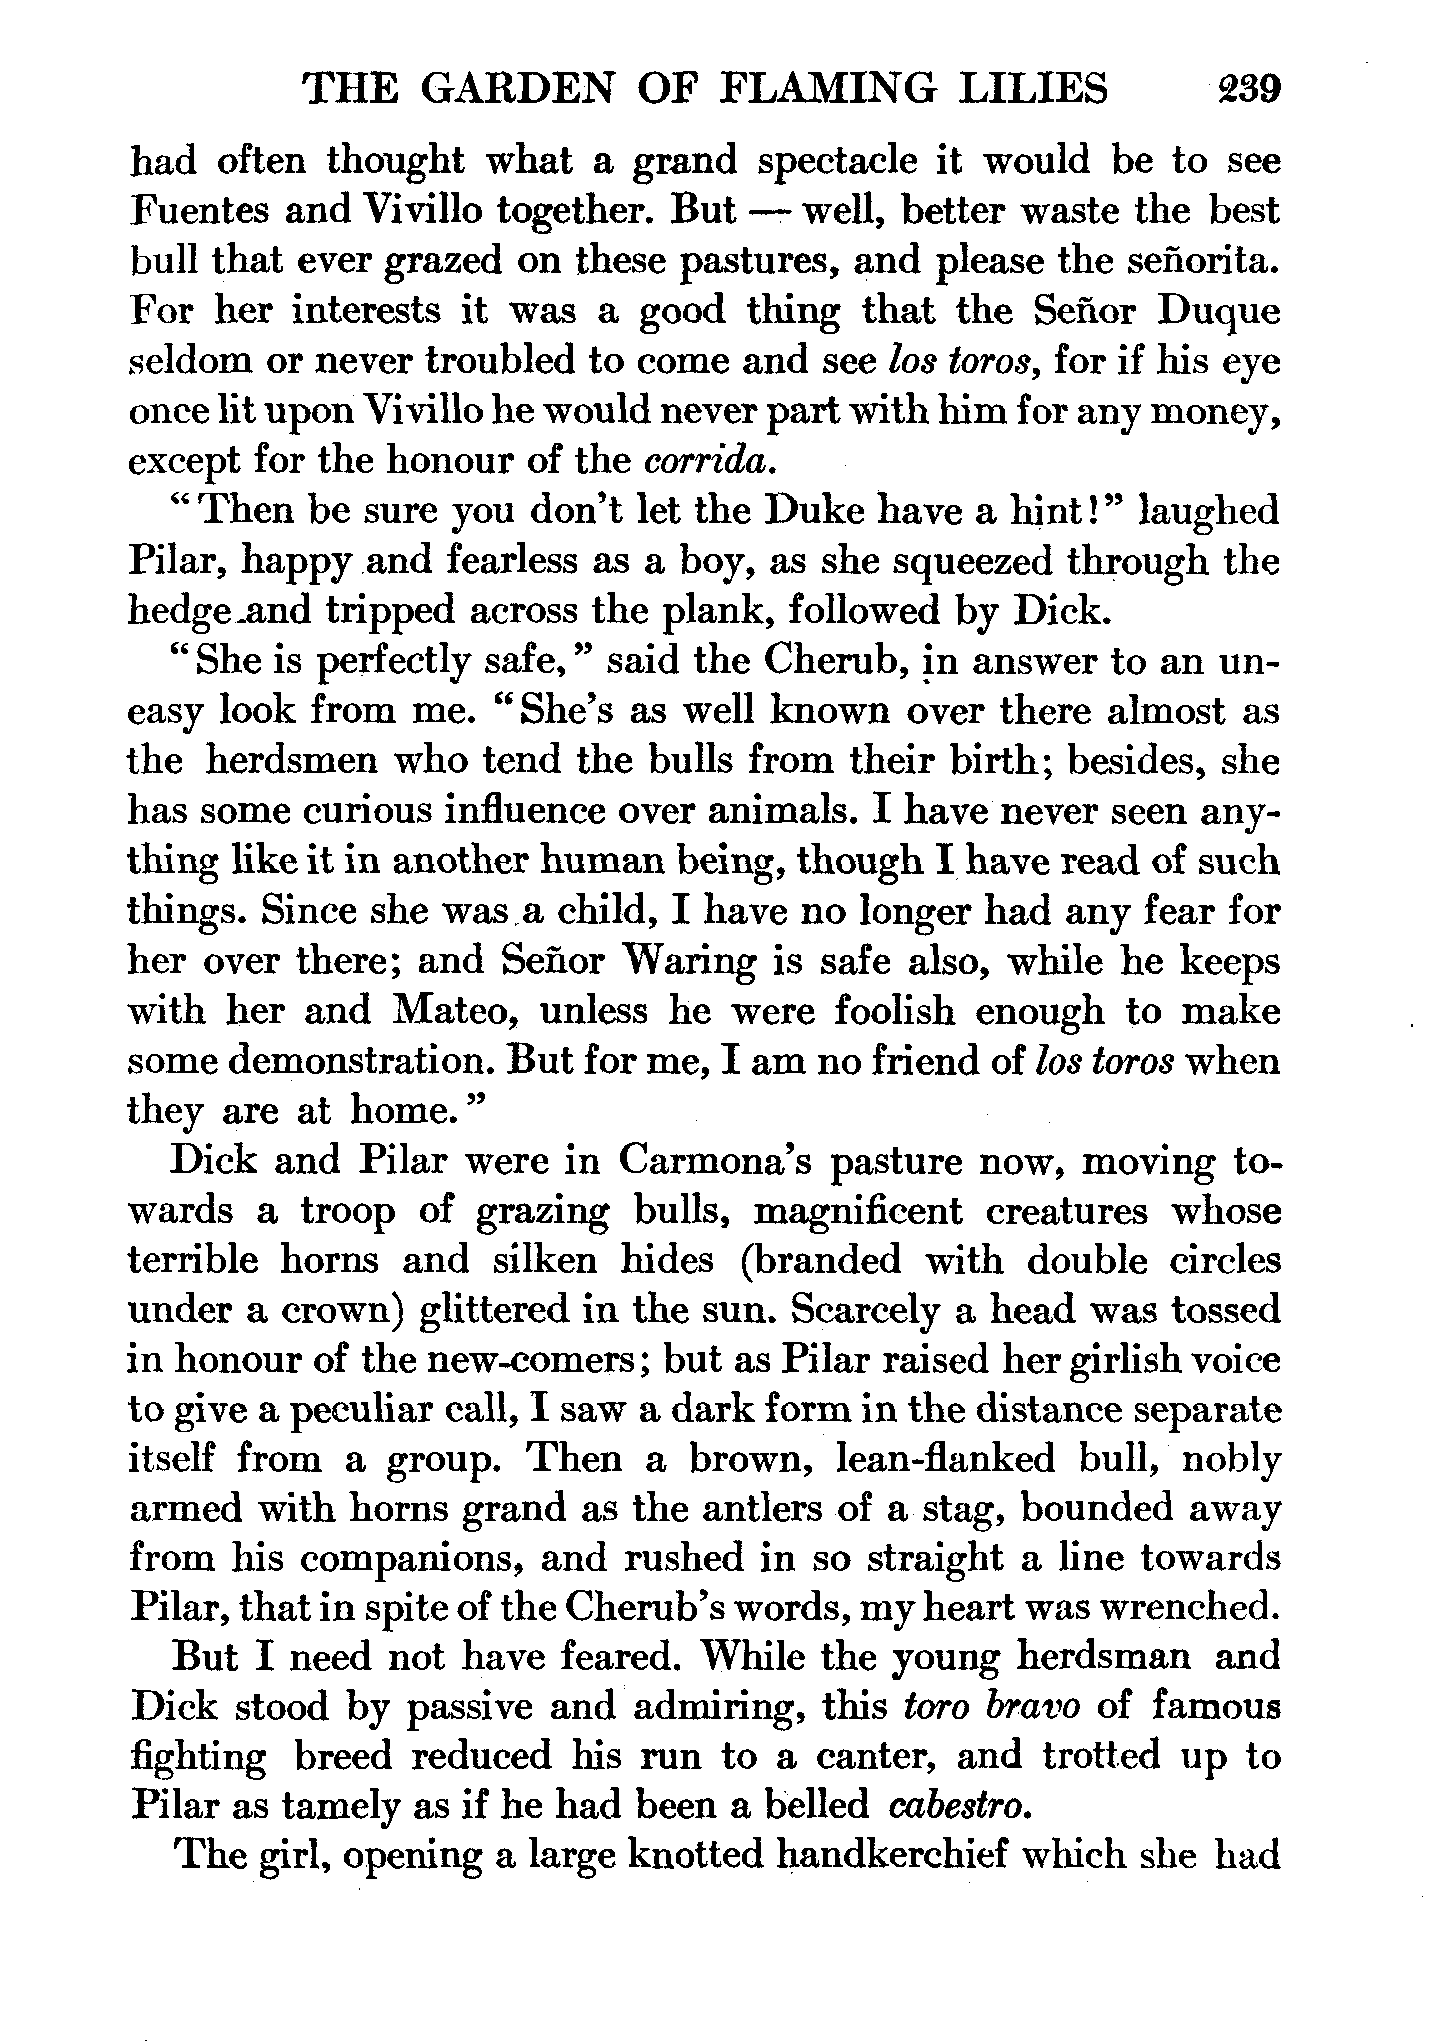 THE GARDEN OF FLAMING LILIES 239
had often thought what a grand spectacle it would be to see
Fuentes and Vivillo together. But — well, better waste the best
bull that ever grazed on these pastures, and please the señorita.
For her interests it was a good thing that the Señor Duque
seldom or never troubled to come and see los toros, for if his eye
once lit upon Vivillo he would never part with him for any money,
except for the honour of the corrida.
"Then be sure you don't let the Duke have a hint!" laughed
Pilar, happy and fearless as a boy, as she squeezed through the
hedge and tripped across the plank, followed by Dick.
"She is perfectly safe," said the Cherub, in answer to an un-
easy look from me. "She's as well known over there almost as
the herdsmen who tend the bulls from their birth; besides, she
has some curious influence over animals. I have never seen any-
thing like it in another human being, though I have read of such
things. Since she was a child, I have no longer had any fear for
her over there; and Señor Waring is safe also, while he keeps
with her and Mateo, unless he were foolish enough to make
some demonstration. But for me, I am no friend of los toros when
they are at home."
Dick and Pilar were in Carmona's pasture now, moving to-
wards a troop of grazing bulls, magnificent creatures whose
terrible horns and silken hides (branded with double circles
under a crown) glittered in the sun. Scarcely a head was tossed
in honour of the new-comers; but as Pilar raised her girlish voice
to give a peculiar call, I saw a dark form in the distance separate
itself from a group. Then a brown, lean-flanked bull, nobly
armed with horns grand as the antlers of a stag, bounded away
from his companions, and rushed in so straight a line towards
Pilar, that in spite of the Cherub's words, my heart was wrenched.
But I need not have feared. While the young herdsman and
Dick stood by passive and admiring, this toro bravo of famous
fighting breed reduced his run to a canter, and trotted up to
Pilar as tamely as if he had been a belled cabestro.
The girl, opening a large knotted handkerchief which she had